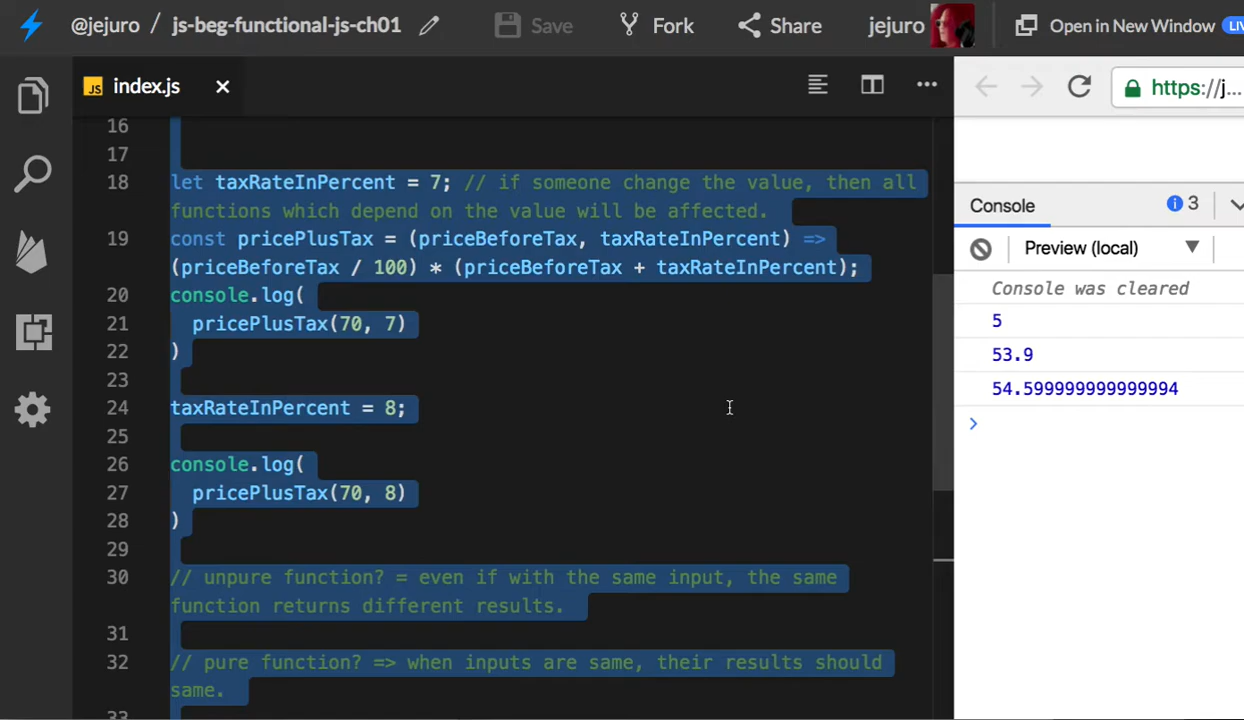 @jejuro / js-beg-functional-js-ch01 Save Fork Share jejuro Open in New Window LIV
JS index.js https://j...
16
17
18 let taxRateInPercent = 7; // if someone change the value, then all
functions which depend on the value will be affected.
19 const pricePlusTax = (priceBeforeTax, taxRateInPercent) =>
(priceBeforeTax / 100) * (priceBeforeTax + taxRateInPercent);
20 console.log(
21 pricePlusTax(70, 7)
22 )
23
24 taxRateInPercent = 8;
25
26 console.log(
27 pricePlusTax(70, 8)
28 )
29
30 // unpure function? = even if with the same input, the same
function returns different results.
31
32 // pure function? => when inputs are same, their results should
same.
33
Console 3
Preview (local)
Console was cleared
5
53.9
54.599999999999994